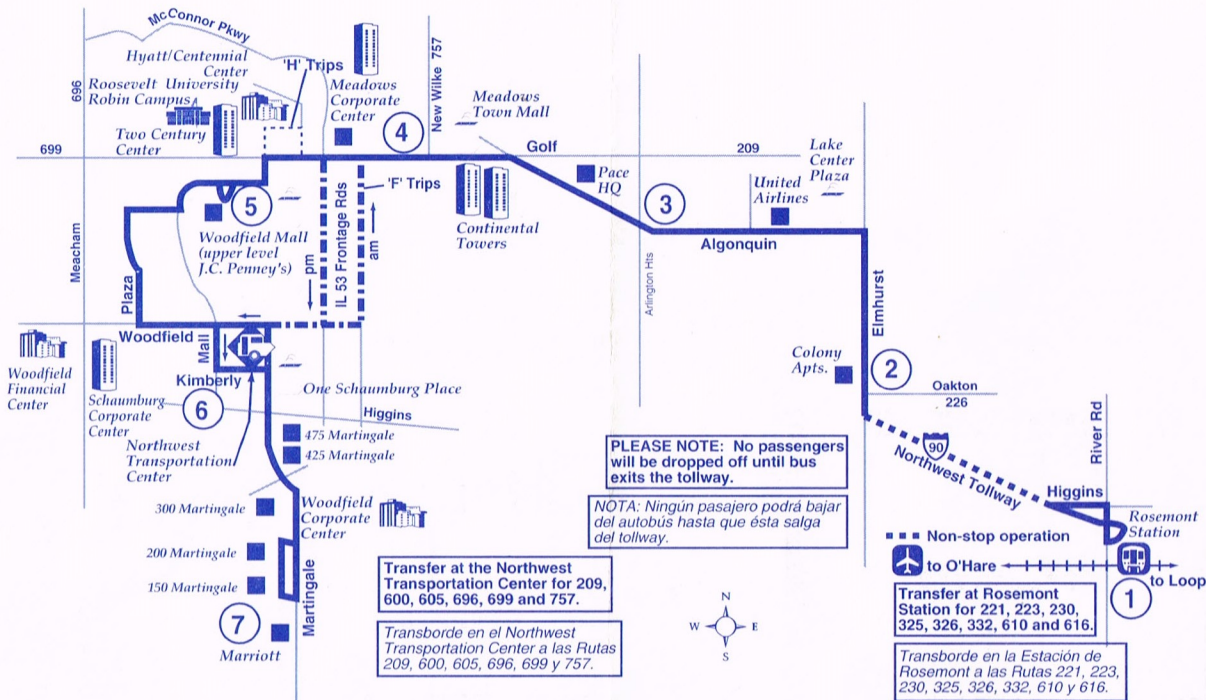 McConnor Pkwy
Hyatt/Centennial
Center
'H' Trips
Roosevelt University
Robin Campus
Two Century
Center
696
Meadows
Corporate
Center
New Wilke 757
4
Meadows
Town Mall
699
Golf
209
Lake
Center
Plaza
Pace
HQ
United
Airlines
'F' Trips
3
5
Continental
Towers
Algonquin
Woodfield Mall
(upper level
J.C. Penney's)
Meacham
Plaza
pm
IL 53 Frontage Rds
am
Arlington Hts
Elmhurst
Woodfield
Mall
Kimberly
Woodfield
Financial
Center
Schaumburg
Corporate
Center
6
One Schaumburg Place
Higgins
Colony
Apts.
2
Oakton
226
Northwest
Transportation
Center
475 Martingale
425 Martingale
PLEASE NOTE: No passengers
will be dropped off until bus
exits the tollway.
90
Northwest Tollway
River Rd
Higgins
300 Martingale
Woodfield
Corporate
Center
NOTA: Ningún pasajero podrá bajar
del autobús hasta que ésta salga
del tollway.
Rosemont
Station
Non-stop operation
200 Martingale
150 Martingale
Martingale
to O'Hare
to Loop
1
Transfer at the Northwest
Transportation Center for 209,
600, 605, 696, 699 and 757.
Transfer at Rosemont
Station for 221, 223, 230,
325, 326, 332, 610 and 616.
7
Marriott
Transborde en el Northwest
Transportation Center a las Rutas
209, 600, 605, 696, 699 y 757.
N
W E
S
Transborde en la Estación de
Rosemont a las Rutas 221, 223,
230, 325, 326, 332, 610 y 616.